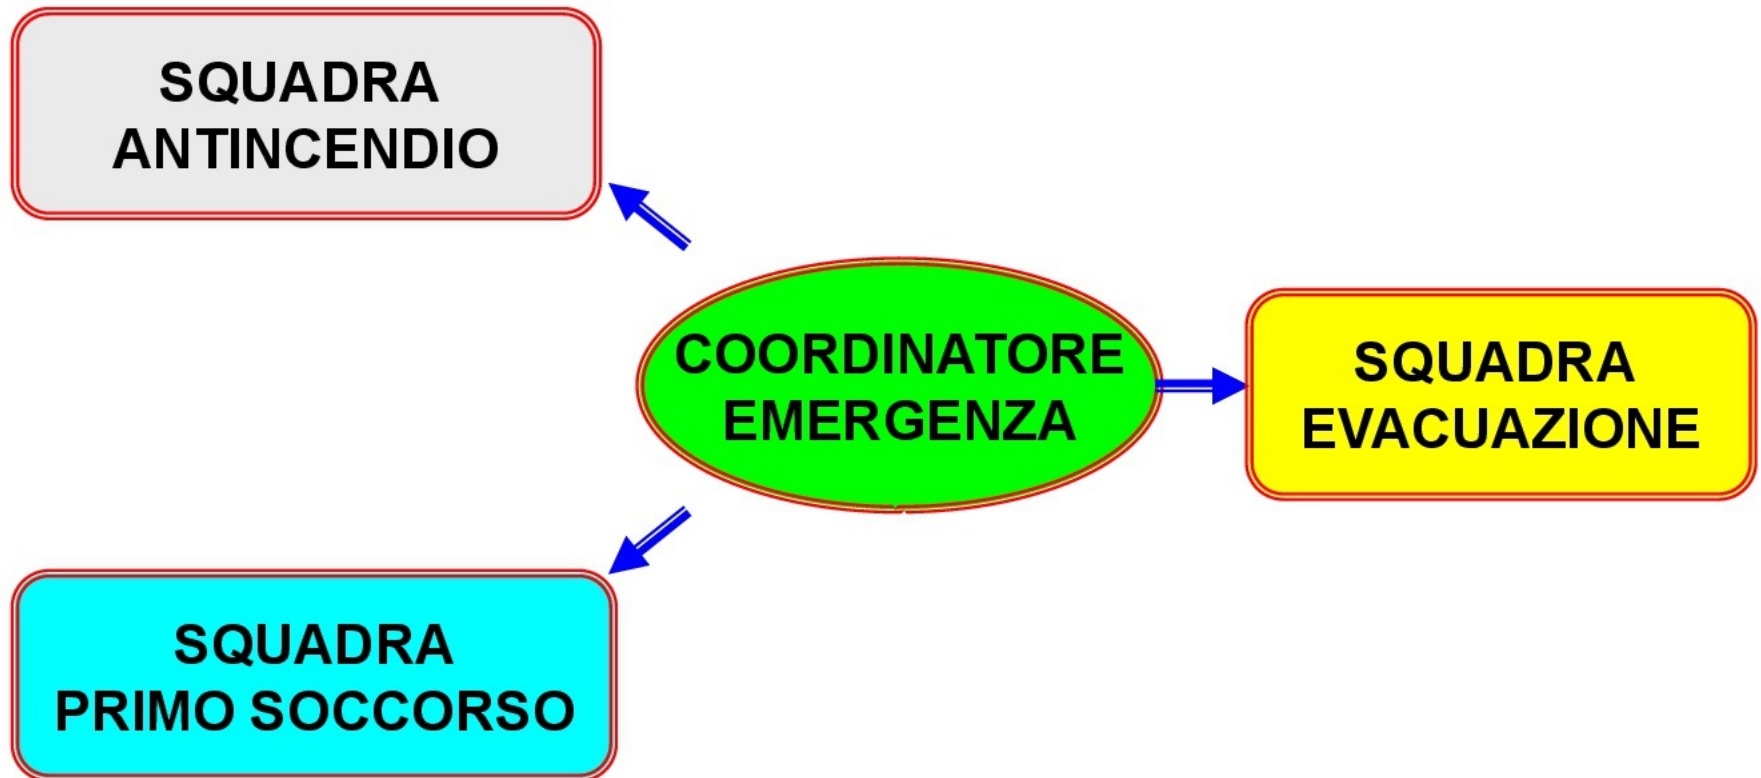 SQUADRA
ANTINCENDIO
COORDINATORE
EMERGENZA
SQUADRA
EVACUAZIONE
SQUADRA
PRIMO SOCCORSO